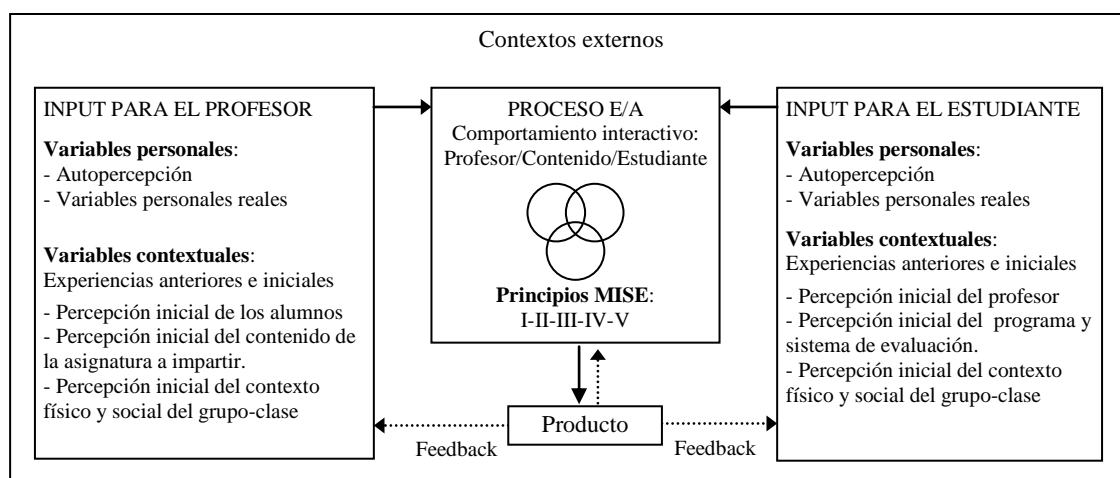 Contextos externos
INPUT PARA EL PROFESOR
Variables personales:
- Autopercepción
- Variables personales reales
Variables contextuales:
Experiencias anteriores e iniciales
- Percepción inicial de los alumnos
- Percepción inicial del contenido de
la asignatura a impartir.
- Percepción inicial del contexto
físico y social del grupo-clase
PROCESO E/A
Comportamiento interactivo:
Profesor/Contenido/Estudiante
Principios MISE:
I-II-III-IV-V
INPUT PARA EL ESTUDIANTE
Variables personales:
- Autopercepción
- Variables personales reales
Variables contextuales:
Experiencias anteriores e iniciales
- Percepción inicial del profesor
- Percepción inicial del programa y
sistema de evaluación.
- Percepción inicial del contexto
físico y social del grupo-clase
Producto
Feedback
Feedback